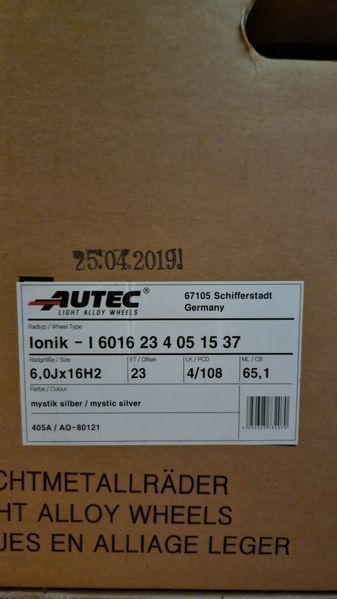 25.04.2019!
AUTEC®
LIGHT ALLOY WHEELS
67105 Schifferstadt
Germany
Radtyp / Wheel Type
Ionik - I 6016 23 4 05 15 37
Radgröße / Size ET / Offset LK / PCD ML / CB
6,0Jx16H2 23 4/108 65,1
Farbe / Colour
mystik silber / mystic silver
405A / AO-80121
CHTMETALLRÄDER
HT ALLOY WHEELS
UES EN ALLIAGE LEGER